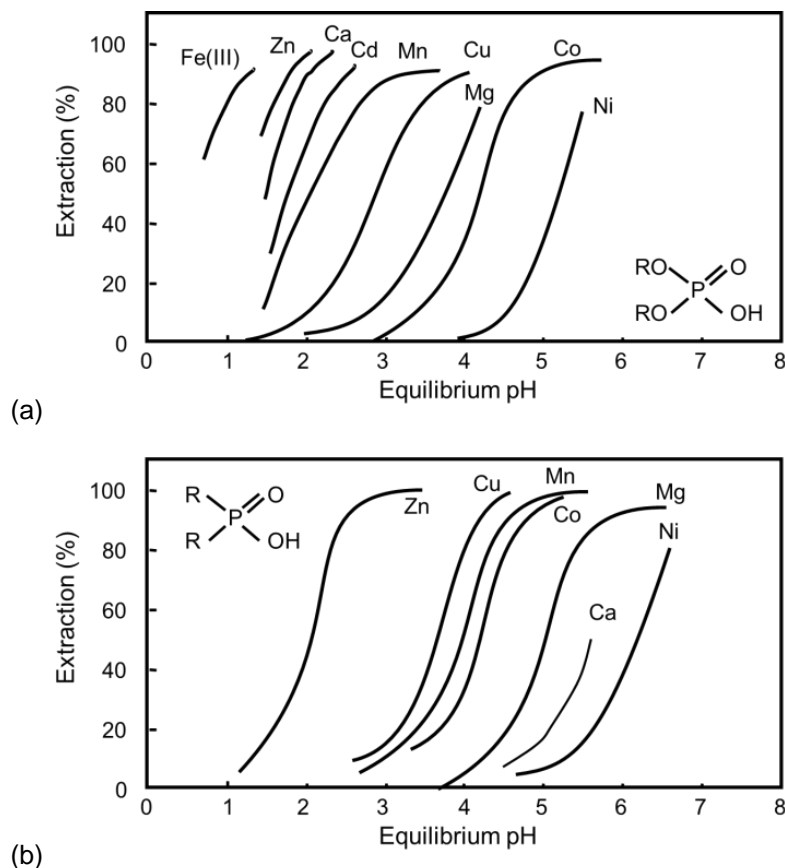 100
80
60
40
20
0
Extraction (%)
Fe(III) Zn Ca Cd Mn Cu Mg Co Ni
RO O
P
RO OH
0 1 2 3 4 5 6 7 8
Equilibrium pH
(a)
100
80
60
40
20
0
Extraction (%)
R O
P
R OH
Zn Cu Mn Co Mg Ni Ca
0 1 2 3 4 5 6 7 8
Equilibrium pH
(b)